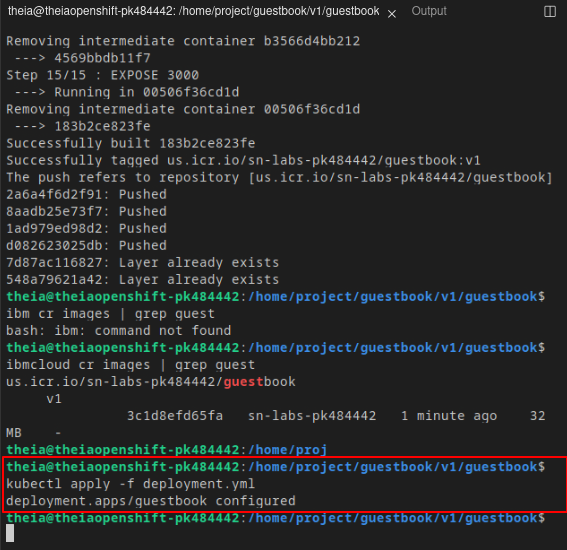 theia@theiaopenshift-pk484442: /home/project/guestbook/v1/guestbook × Output
Removing intermediate container b3566d4bb212
---> 4569bbdb11f7
Step 15/15 : EXPOSE 3000
---> Running in 00506f36cd1d
Removing intermediate container 00506f36cd1d
---> 183b2ce823fe
Successfully built 183b2ce823fe
Successfully tagged us.icr.io/sn-labs-pk484442/guestbook:v1
The push refers to repository [us.icr.io/sn-labs-pk484442/guestbook]
2a6a4f6d2f91: Pushed
8aadb25e73f7: Pushed
1ad979ed98d2: Pushed
d082623025db: Pushed
7d87ac116827: Layer already exists
548a79621a42: Layer already exists
theia@theiaopenshift-pk484442:/home/project/guestbook/v1/guestbook$
ibm cr images | grep guest
bash: ibm: command not found
theia@theiaopenshift-pk484442:/home/project/guestbook/v1/guestbook$
ibmcloud cr images | grep guest
us.icr.io/sn-labs-pk484442/guestbook
v1
3c1d8efd65fa sn-labs-pk484442 1 minute ago 32
MB -
theia@theiaopenshift-pk484442:/home/proj
theia@theiaopenshift-pk484442:/home/project/guestbook/v1/guestbook$
kubectl apply -f deployment.yml
deployment.apps/guestbook configured
theia@theiaopenshift-pk484442:/home/project/guestbook/v1/guestbook$